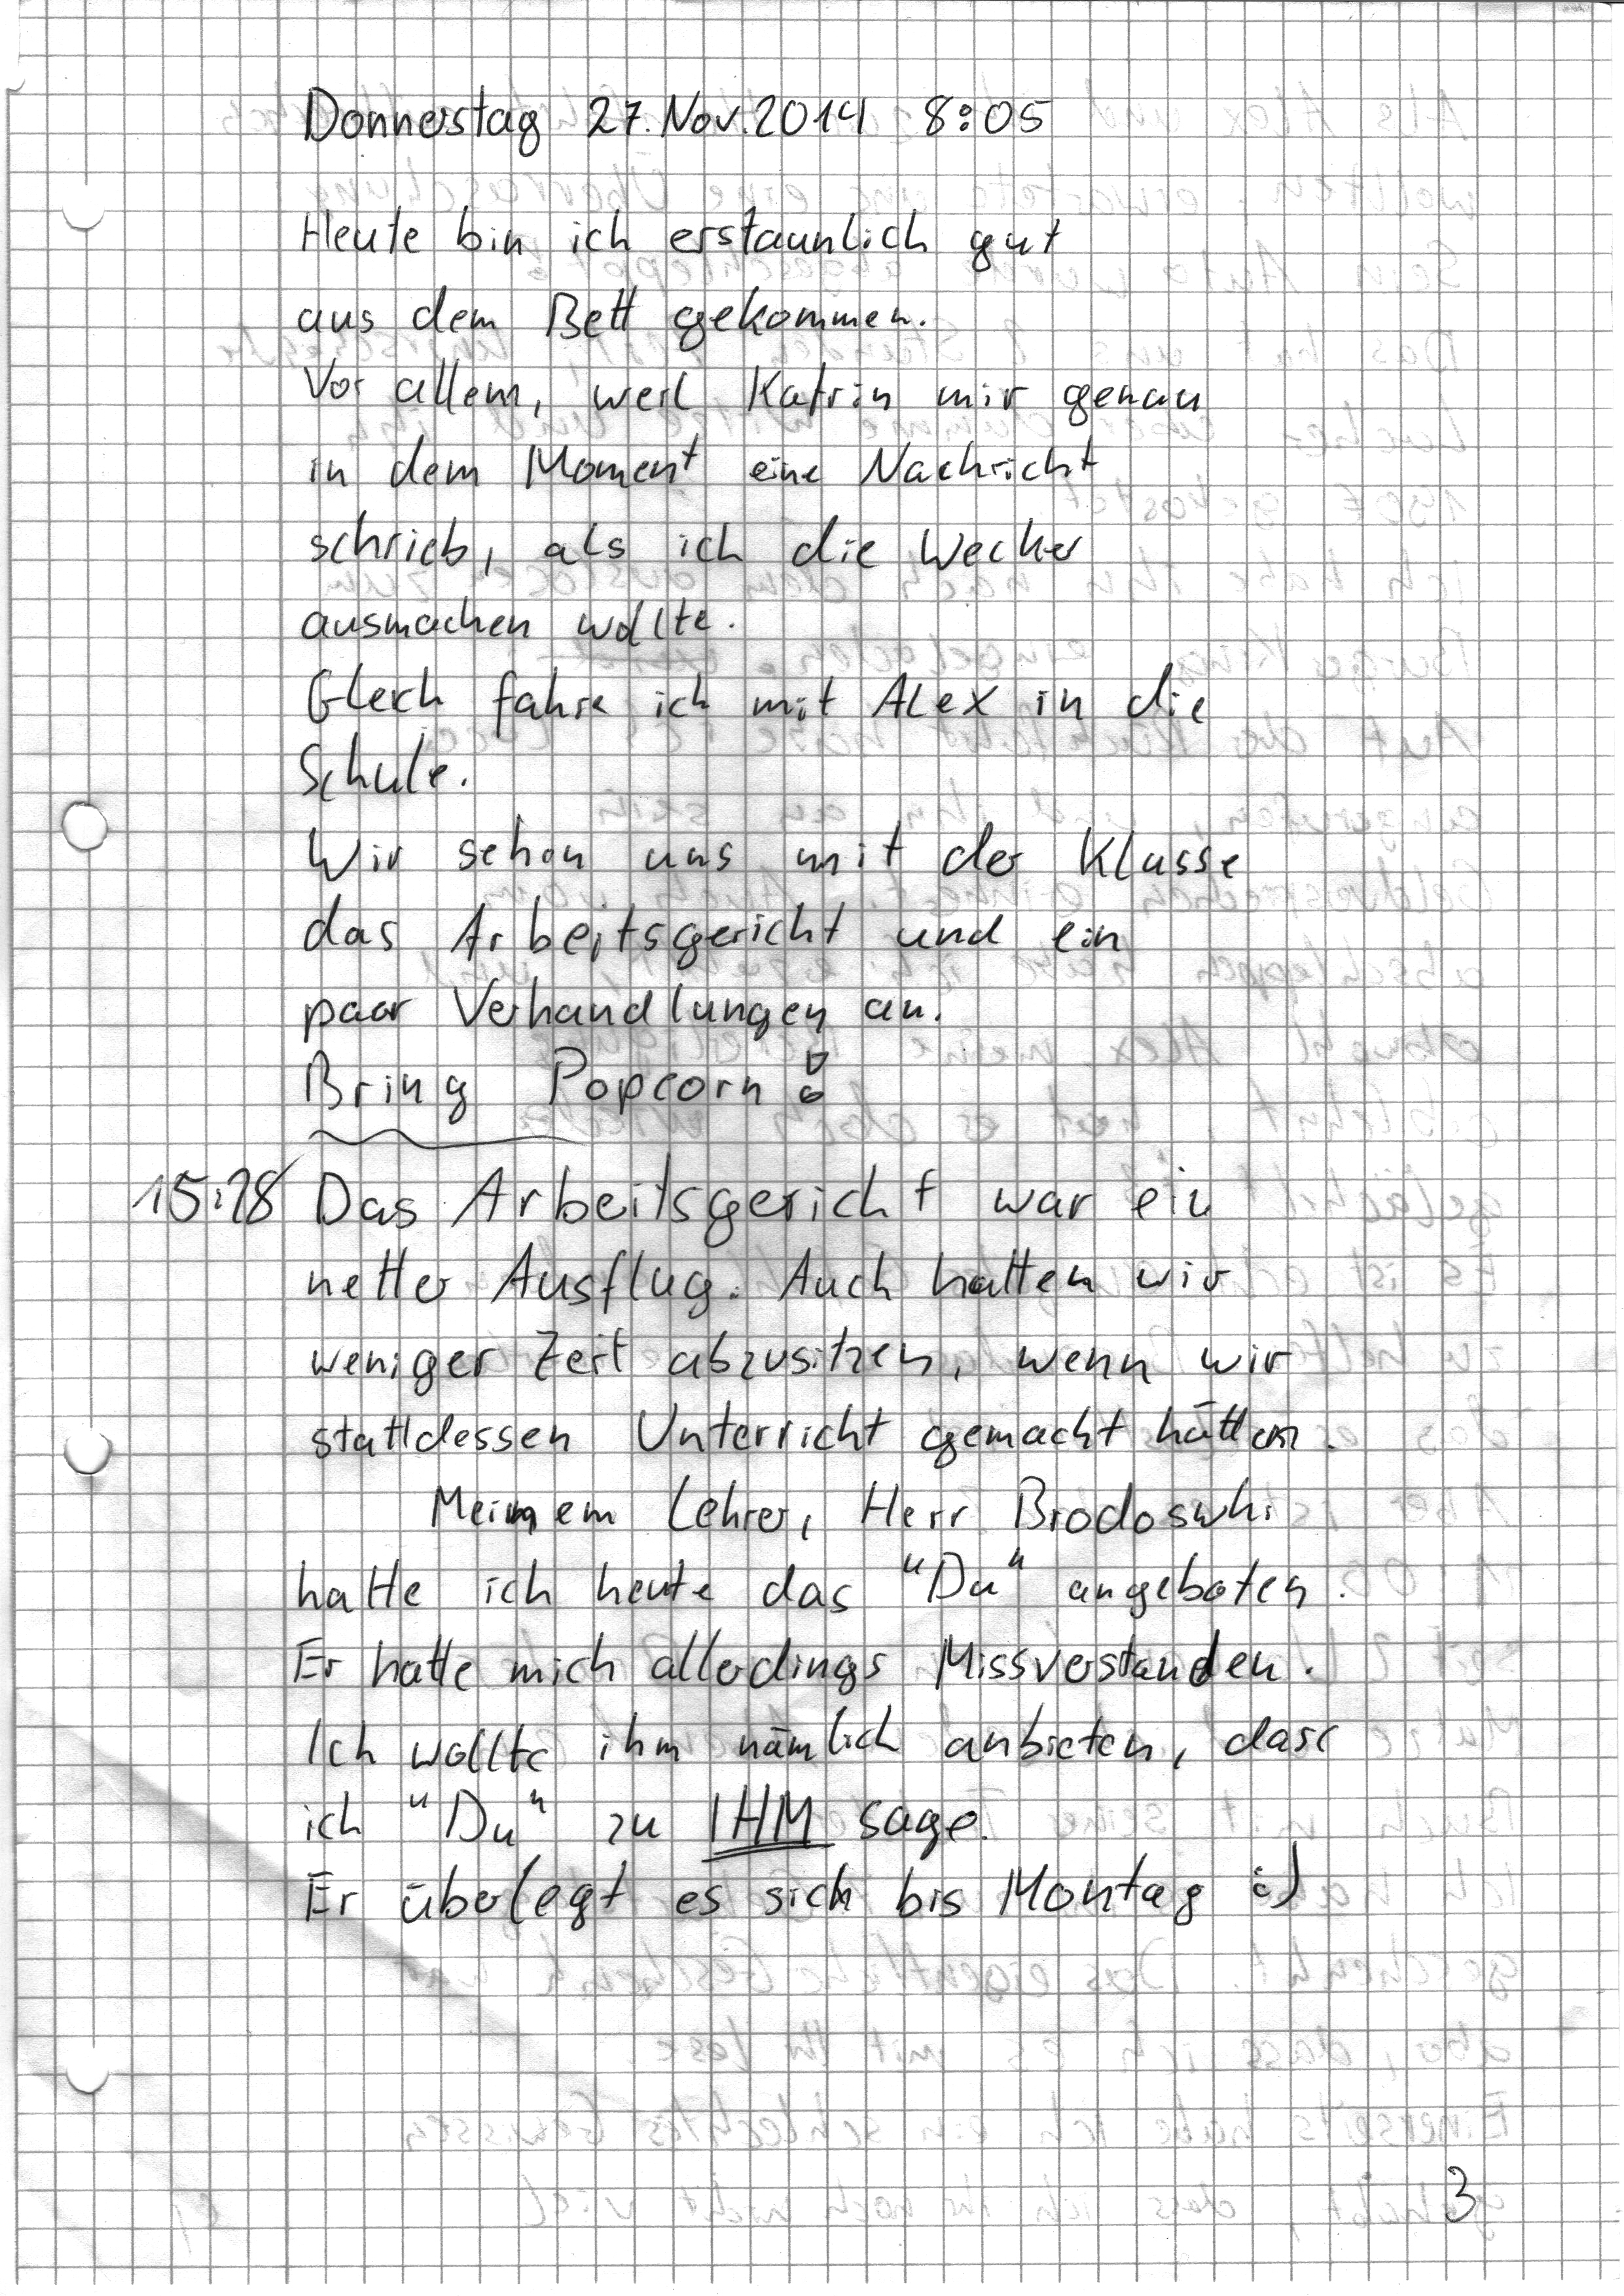 Donnerstag 27. Nov. 2014 8:05
Heute bin ich erstaunlich gut
aus dem Bett gekommen.
Vor allem, weil Katrin mir genau
in dem Moment eine Nachricht
schrieb, als ich die Wecker
ausmachen wollte.
Gleich fahre ich mit Alex in die
Schule.
Wir sehen uns mit der Klasse
das Arbeitsgericht und ein
paar Verhandlungen an.
Bring Popcorn!
15:28 Das Arbeitsgericht war ein
netter Ausflug. Auch hatten wir
weniger Zeit abzusitzen, wenn wir
stattdessen Unterricht gemacht hätten.
Meinem Lehrer, Herr Brodoswki
hatte ich heute das "Du" angeboten.
Er hatte mich allerdings Missverstanden.
Ich wollte ihm nämlich anbieten, dass
ich "Du" zu IHM sage.
Er überlegt es sich bis Montag :)
3